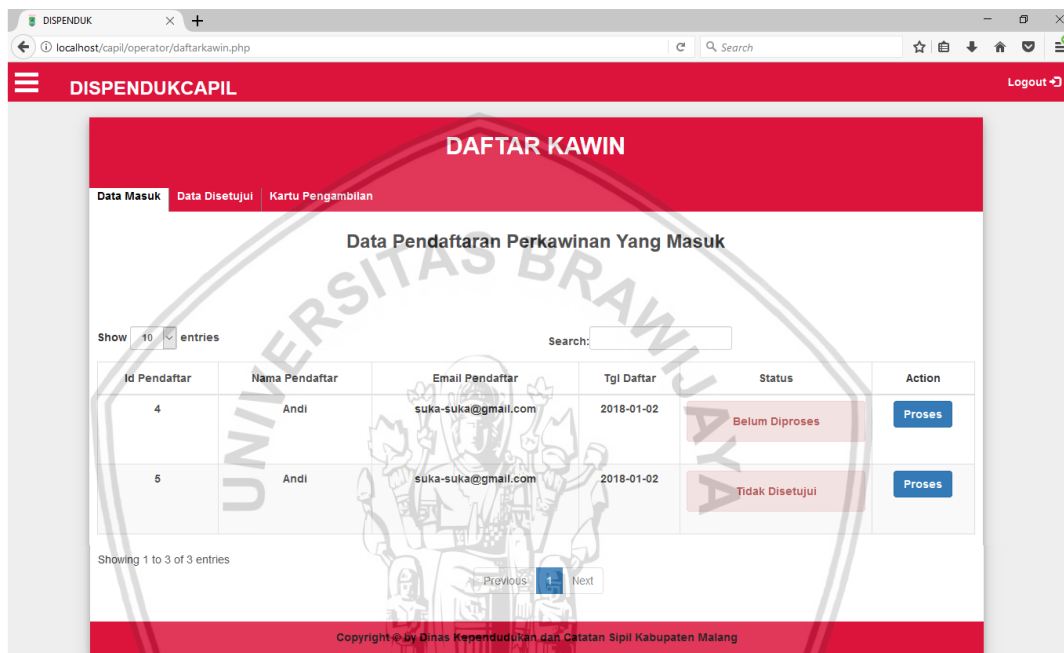 DISPENDUK
localhost/capil/operator/daftarkawin.php
Search
DISPENDUKCAPIL
Logout
DAFTAR KAWIN
Data Masuk Data Disetujui Kartu Pengambilan
Data Pendaftaran Perkawinan Yang Masuk
Show 10 entries Search:
Id Pendaftar Nama Pendaftar Email Pendaftar Tgl Daftar Status Action
4 Andi suka-suka@gmail.com 2018-01-02 Belum Diproses Proses
5 Andi suka-suka@gmail.com 2018-01-02 Tidak Disetujui Proses
Showing 1 to 3 of 3 entries
Previous 1 Next
Copyright © by Dinas Kependudukan dan Catatan Sipil Kabupaten Malang
UNIVERSITAS BRAWIJAYA